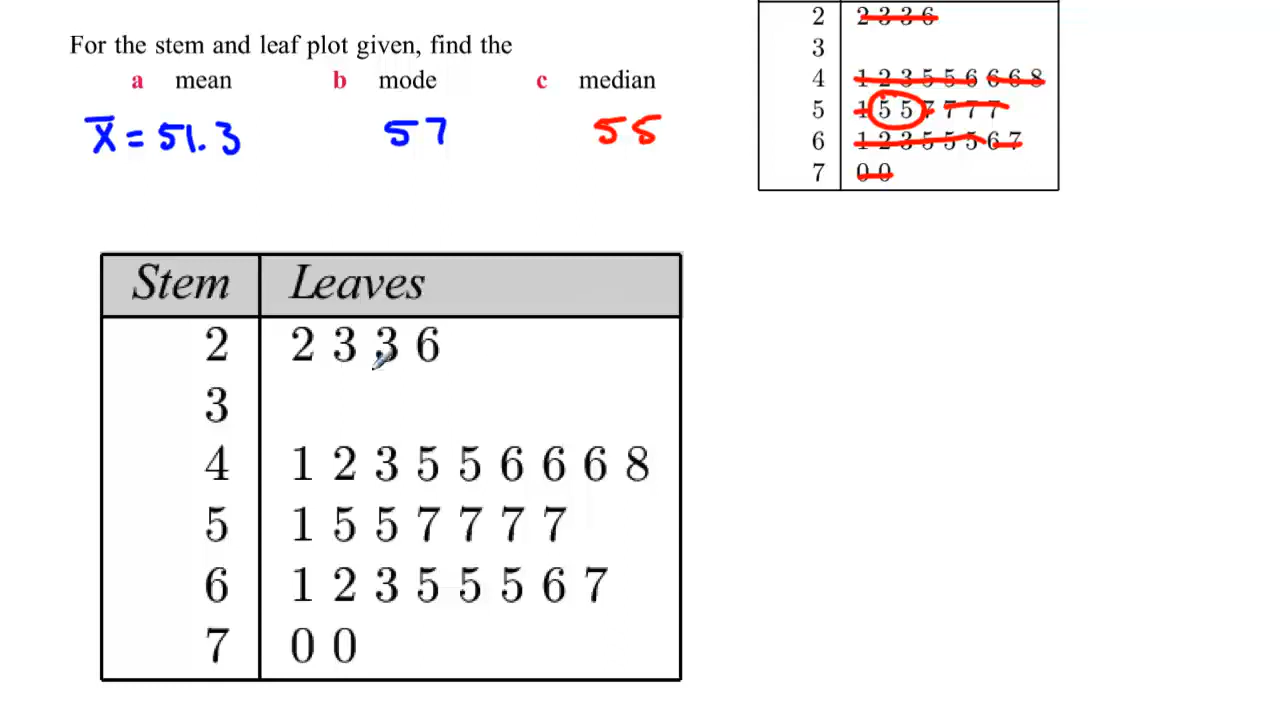 For the stem and leaf plot given, find the
a mean b mode c median
x̄ = 51.3 57 55
2 2 3 3 6
3
4 1 2 3 5 5 6 6 6 8
5 1 5 5 7 7 7 7
6 1 2 3 5 5 5 6 7
7 0 0
Stem Leaves
2 2 3 3 6
3
4 1 2 3 5 5 6 6 6 8
5 1 5 5 7 7 7 7
6 1 2 3 5 5 5 6 7
7 0 0